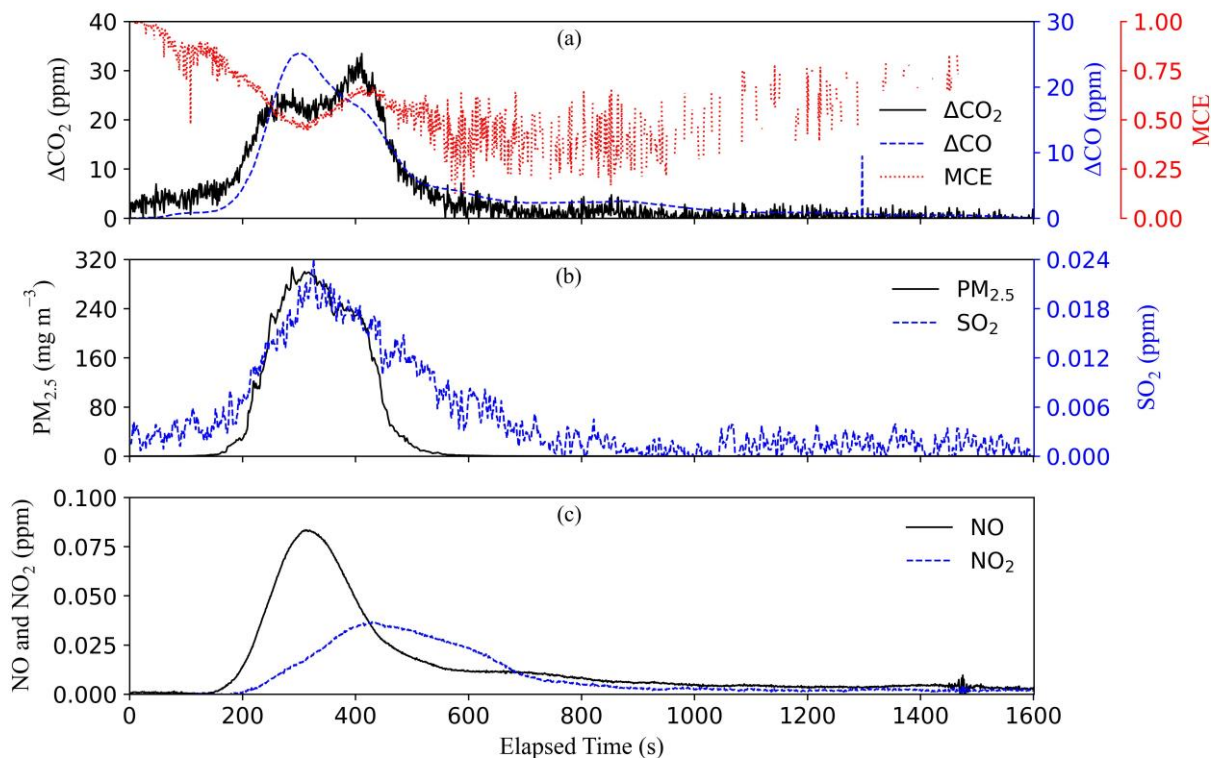 (a)
40
30
20
10
0
ΔCO₂ (ppm)
30
20
10
0
ΔCO (ppm)
1.00
0.75
0.50
0.25
0.00
MCE
ΔCO₂
ΔCO
MCE
(b)
320
240
160
80
0
PM₂.₅ (mg m⁻³)
0.024
0.018
0.012
0.006
0.000
SO₂ (ppm)
PM₂.₅
SO₂
(c)
0.100
0.075
0.050
0.025
0.000
NO and NO₂ (ppm)
NO
NO₂
0 200 400 600 800 1000 1200 1400 1600
Elapsed Time (s)